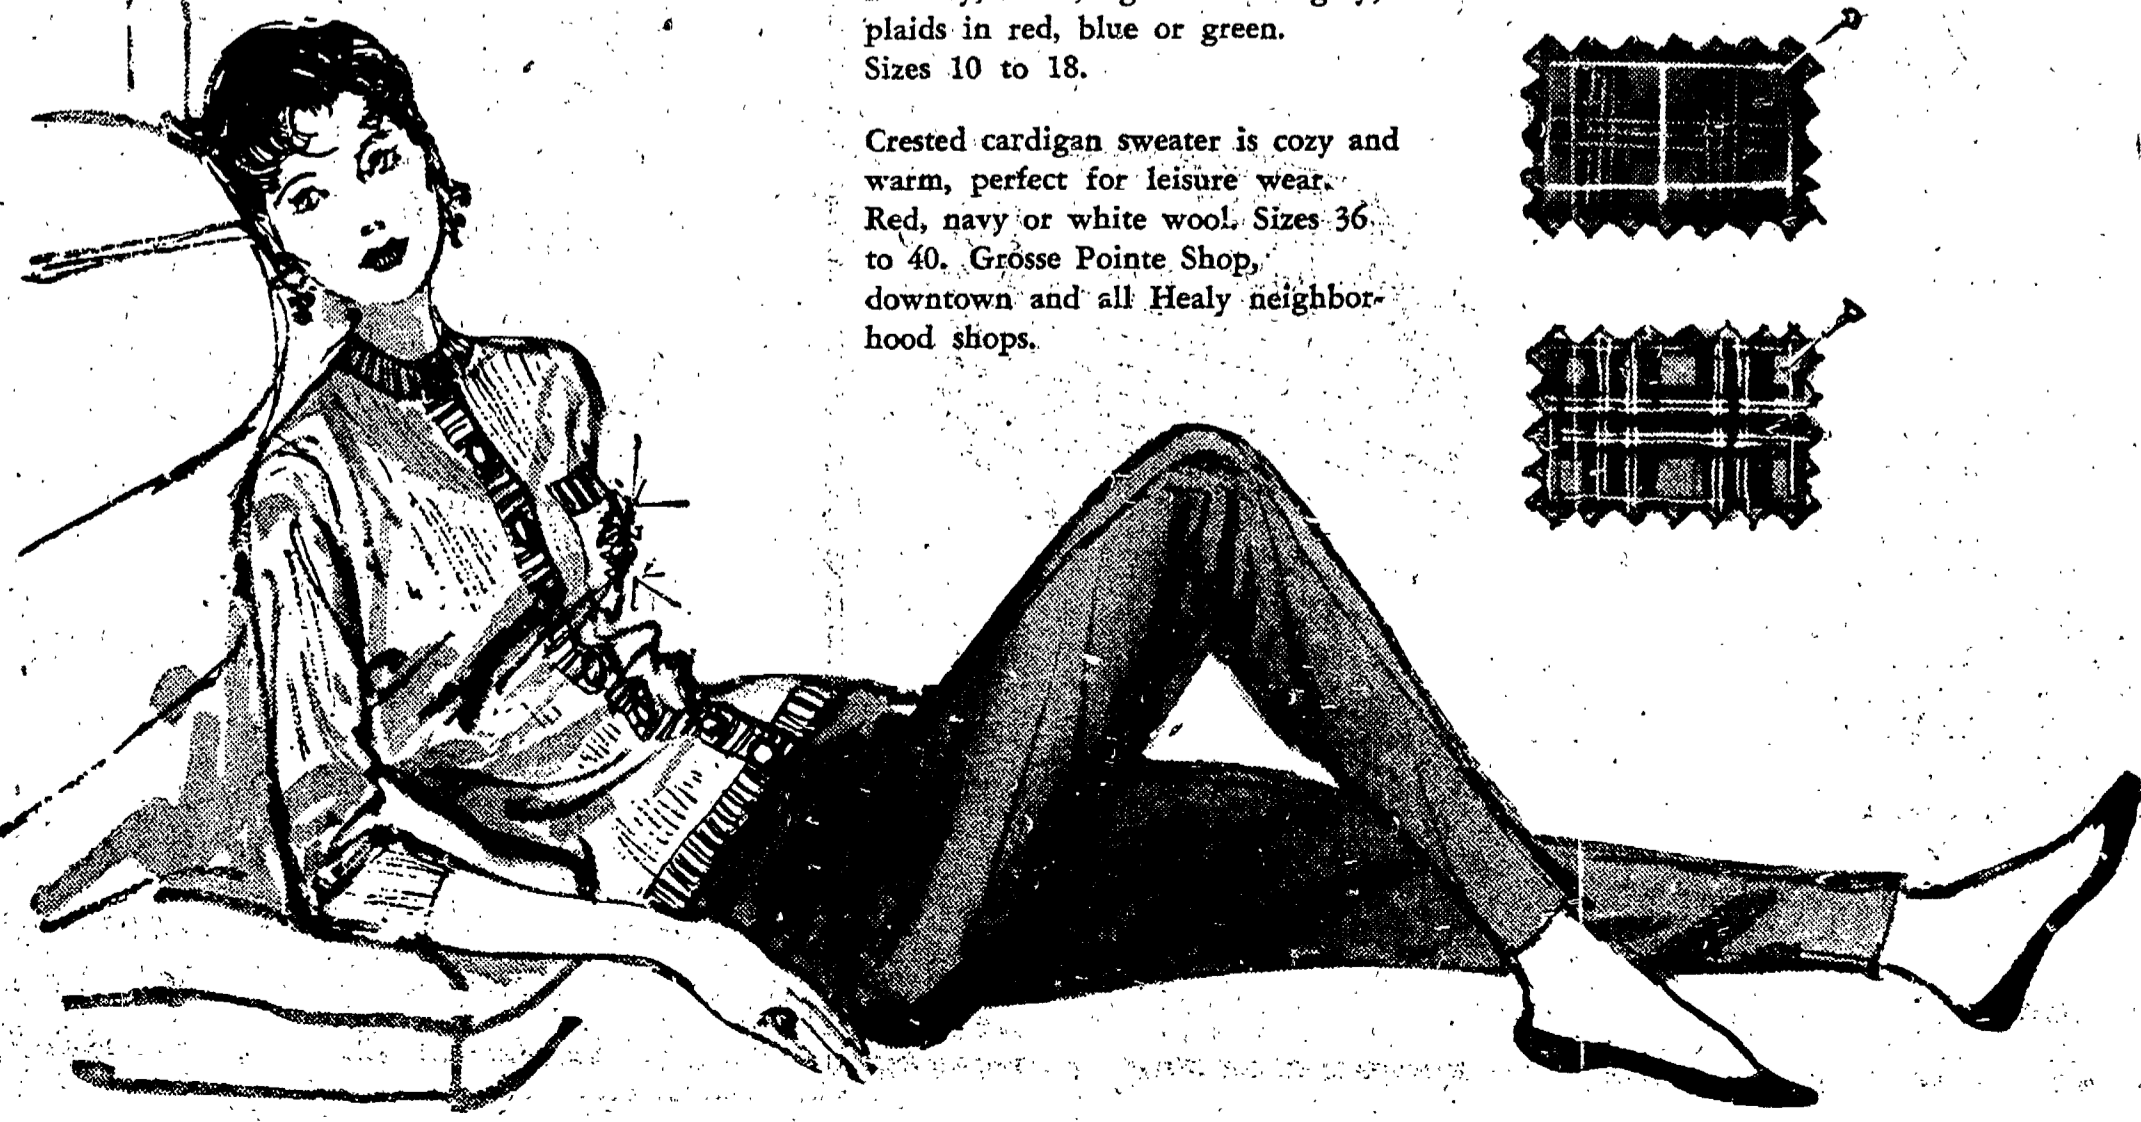 plaids in red, blue or green.
Sizes 10 to 18.
Crested cardigan sweater is cozy and
warm, perfect for leisure wear.
Red, navy or white wool. Sizes 36
to 40. Grosse Pointe Shop,
downtown and all Healy neighbor-
hood shops.